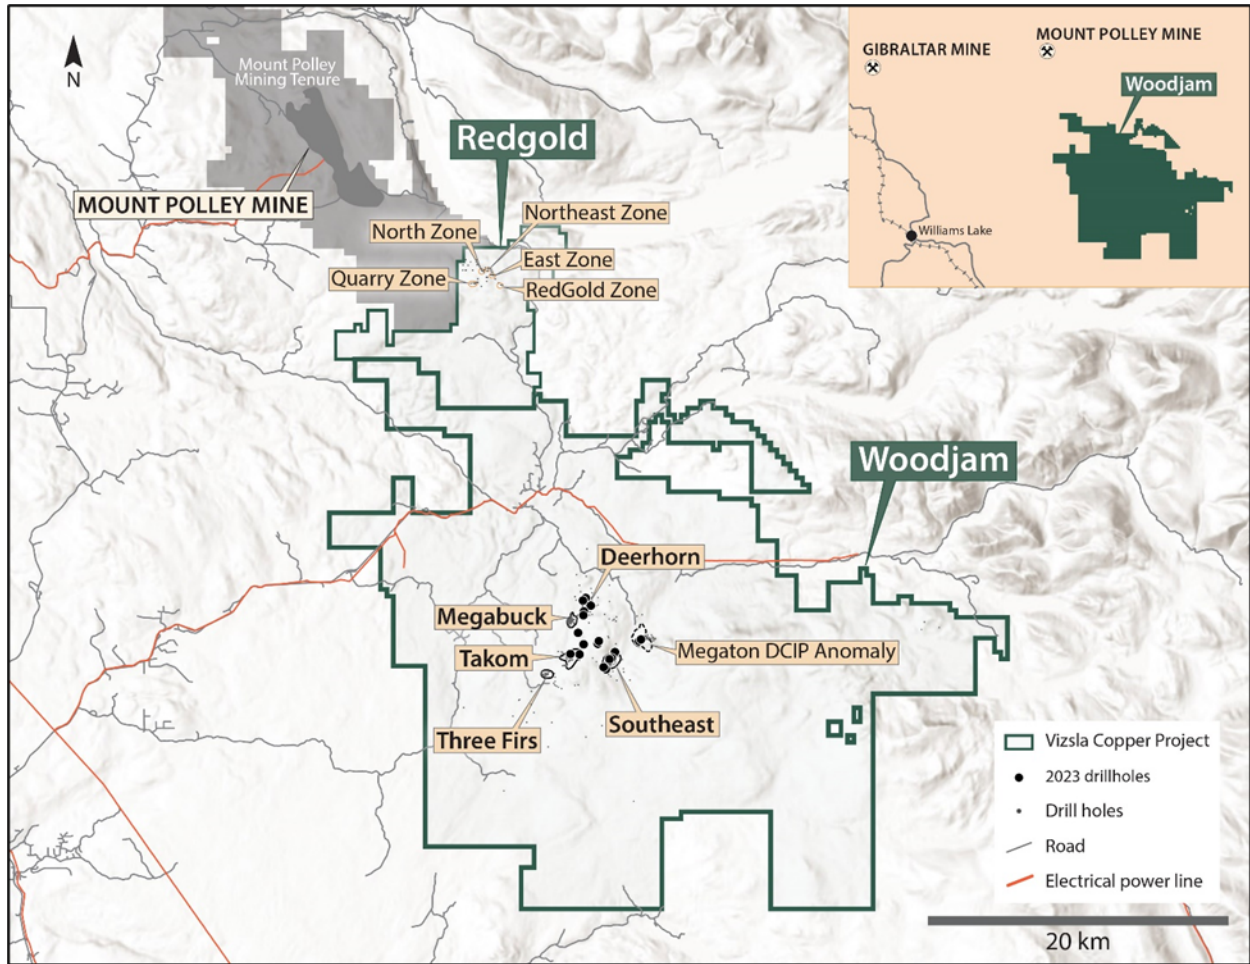 N
Mount Polley
Mining Tenure
Redgold
MOUNT POLLEY MINE
North Zone
Northeast Zone
East Zone
Quarry Zone
RedGold Zone
GIBRALTAR MINE
MOUNT POLLEY MINE
Woodjam
Williams Lake
Woodjam
Deerhorn
Megabuck
Takom
Megaton DCIP Anomaly
Southeast
Three Firs
Vizsla Copper Project
2023 drillholes
Drill holes
Road
Electrical power line
20 km